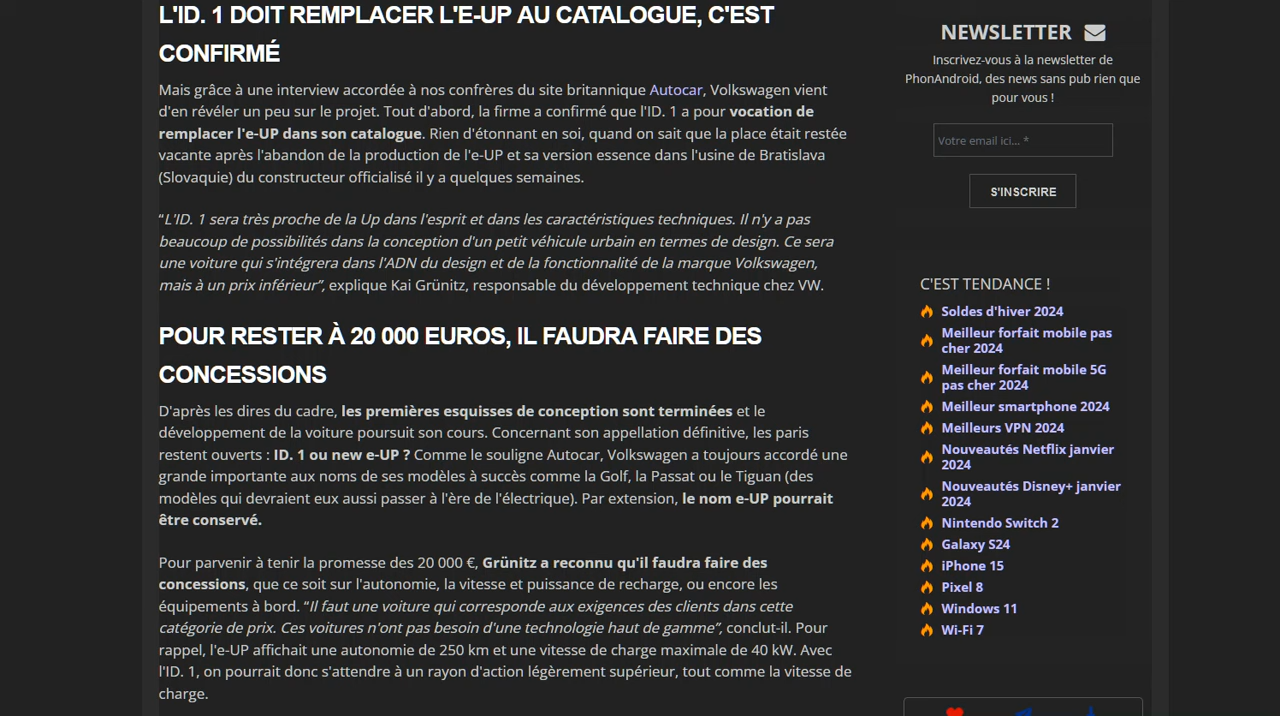 L'ID. 1 DOIT REMPLACER L'E-UP AU CATALOGUE, C'EST
CONFIRMÉ
Mais grâce à une interview accordée à nos confrères du site britannique Autocar, Volkswagen vient
d'en révéler un peu sur le projet. Tout d'abord, la firme a confirmé que l'ID. 1 a pour vocation de
remplacer l'e-UP dans son catalogue. Rien d'étonnant en soi, quand on sait que la place était restée
vacante après l'abandon de la production de l'e-UP et sa version essence dans l'usine de Bratislava
(Slovaquie) du constructeur officialisé il y a quelques semaines.
“L'ID. 1 sera très proche de la Up dans l'esprit et dans les caractéristiques techniques. Il n'y a pas
beaucoup de possibilités dans la conception d'un petit véhicule urbain en termes de design. Ce sera
une voiture qui s'intégrera dans l'ADN du design et de la fonctionnalité de la marque Volkswagen,
mais à un prix inférieur”, explique Kai Grünitz, responsable du développement technique chez VW.
POUR RESTER À 20 000 EUROS, IL FAUDRA FAIRE DES
CONCESSIONS
D'après les dires du cadre, les premières esquisses de conception sont terminées et le
développement de la voiture poursuit son cours. Concernant son appellation définitive, les paris
restent ouverts : ID. 1 ou new e-UP ? Comme le souligne Autocar, Volkswagen a toujours accordé une
grande importante aux noms de ses modèles à succès comme la Golf, la Passat ou le Tiguan (des
modèles qui devraient eux aussi passer à l'ère de l'électrique). Par extension, le nom e-UP pourrait
être conservé.
Pour parvenir à tenir la promesse des 20 000 €, Grünitz a reconnu qu'il faudra faire des
concessions, que ce soit sur l'autonomie, la vitesse et puissance de recharge, ou encore les
équipements à bord. “Il faut une voiture qui corresponde aux exigences des clients dans cette
catégorie de prix. Ces voitures n'ont pas besoin d'une technologie haut de gamme”, conclut-il. Pour
rappel, l'e-UP affichait une autonomie de 250 km et une vitesse de charge maximale de 40 kW. Avec
l'ID. 1, on pourrait donc s'attendre à un rayon d'action légèrement supérieur, tout comme la vitesse de
charge.
NEWSLETTER
Inscrivez-vous à la newsletter de
PhonAndroid, des news sans pub rien que
pour vous !
Votre email ici... *
S'INSCRIRE
C'EST TENDANCE !
Soldes d'hiver 2024
Meilleur forfait mobile pas
cher 2024
Meilleur forfait mobile 5G
pas cher 2024
Meilleur smartphone 2024
Meilleurs VPN 2024
Nouveautés Netflix janvier
2024
Nouveautés Disney+ janvier
2024
Nintendo Switch 2
Galaxy S24
iPhone 15
Pixel 8
Windows 11
Wi-Fi 7